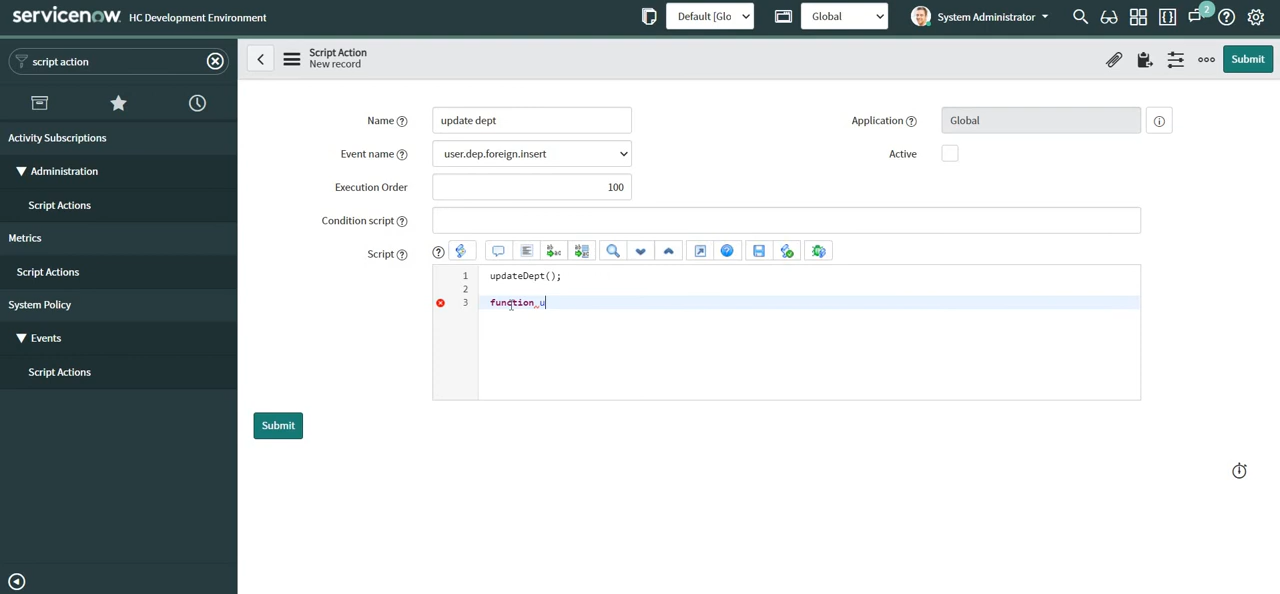 servicenow HC Development Environment
Default [Glo
Global
System Administrator
2
script action
Script Action
New record
Submit
Activity Subscriptions
Administration
Script Actions
Metrics
Script Actions
System Policy
Events
Script Actions
Name
update dept
Application
Global
Event name
user.dep.foreign.insert
Active
Execution Order
100
Condition script
Script
1 updateDept();
2
3 function u
Submit